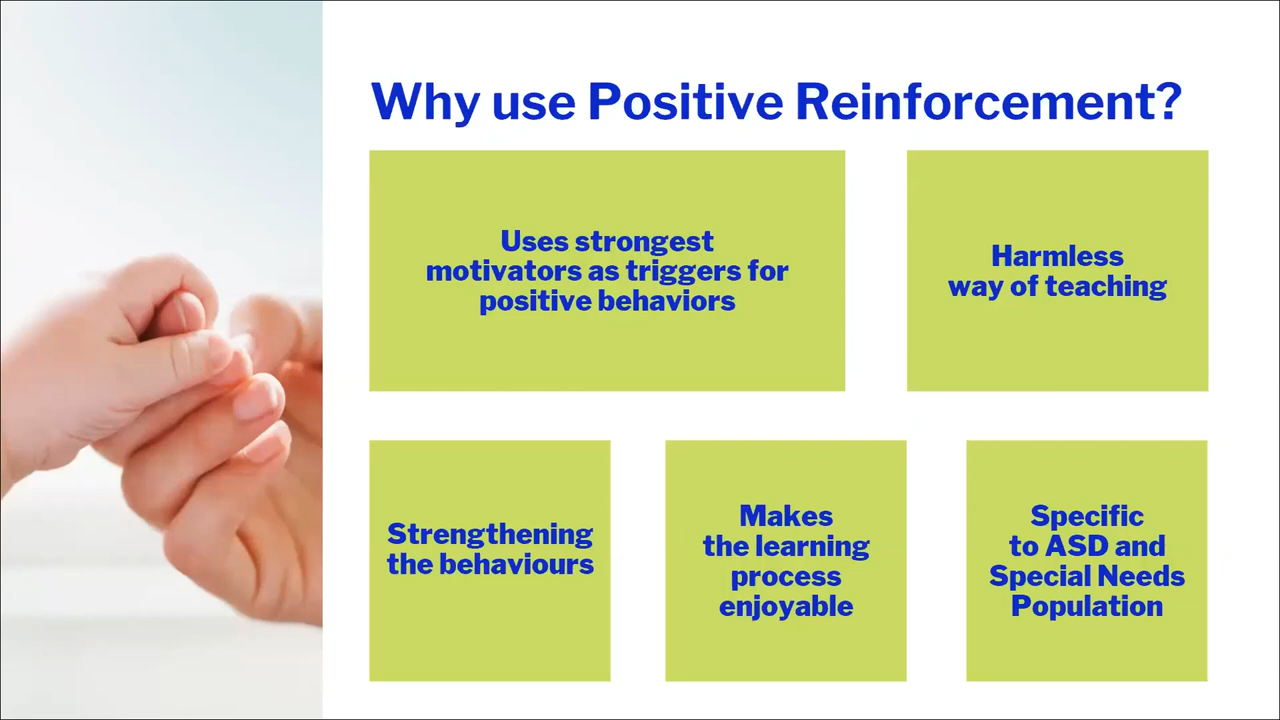 Why use Positive Reinforcement?
Uses strongest
motivators as triggers for
positive behaviors
Harmless
way of teaching
Strengthening
the behaviours
Makes
the learning
process
enjoyable
Specific
to ASD and
Special Needs
Population